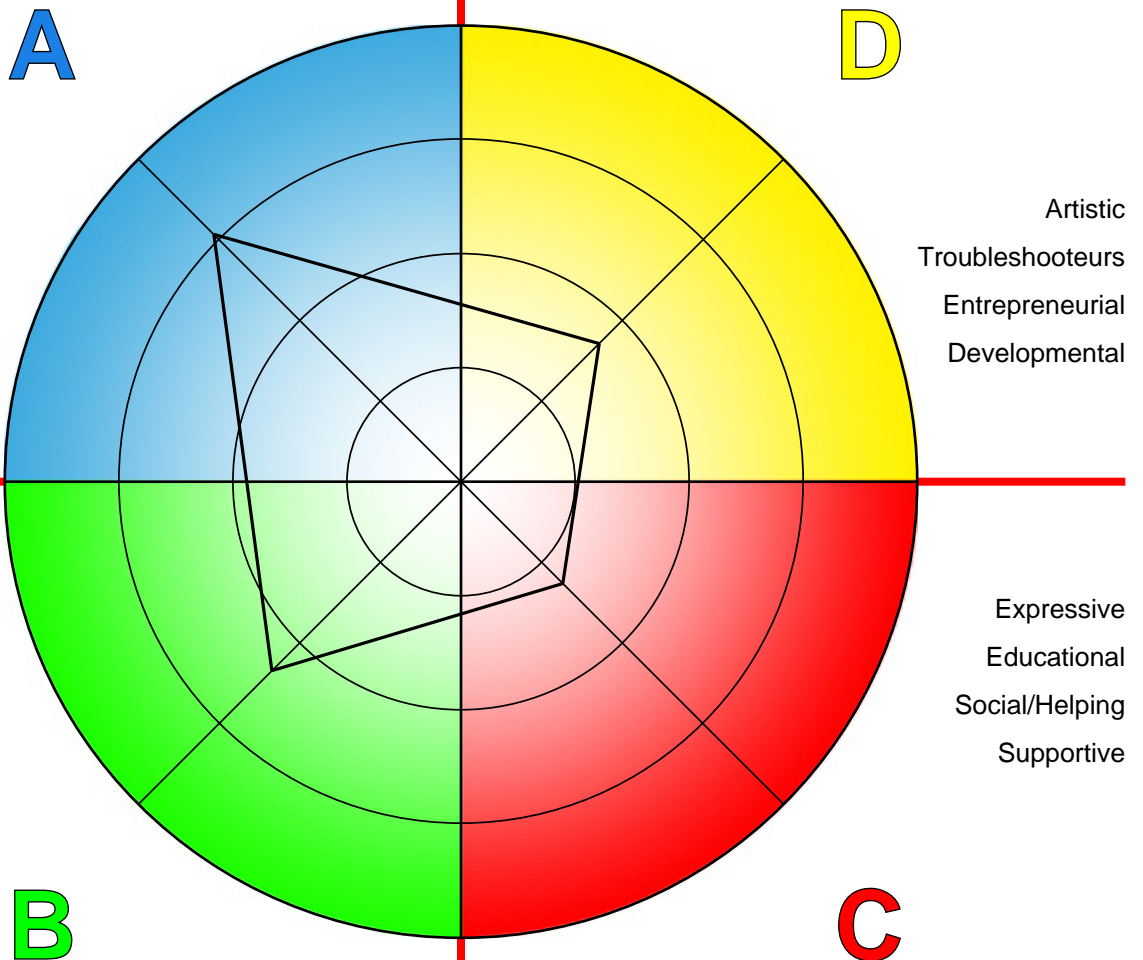 A
D
Artistic
Troubleshooteurs
Entrepreneurial
Developmental
Expressive
Educational
Social/Helping
Supportive
B
C